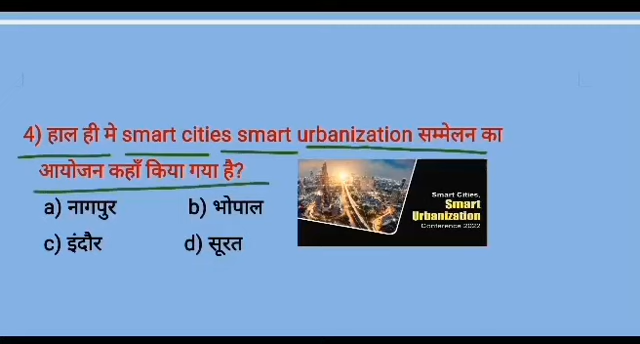 4) हाल ही मे smart cities smart urbanization सम्मेलन का
आयोजन कहाँ किया गया है?
a) नागपुर b) भोपाल
c) इंदौर d) सूरत
Smart Cities,
Smart
Urbanization
Conference 2022